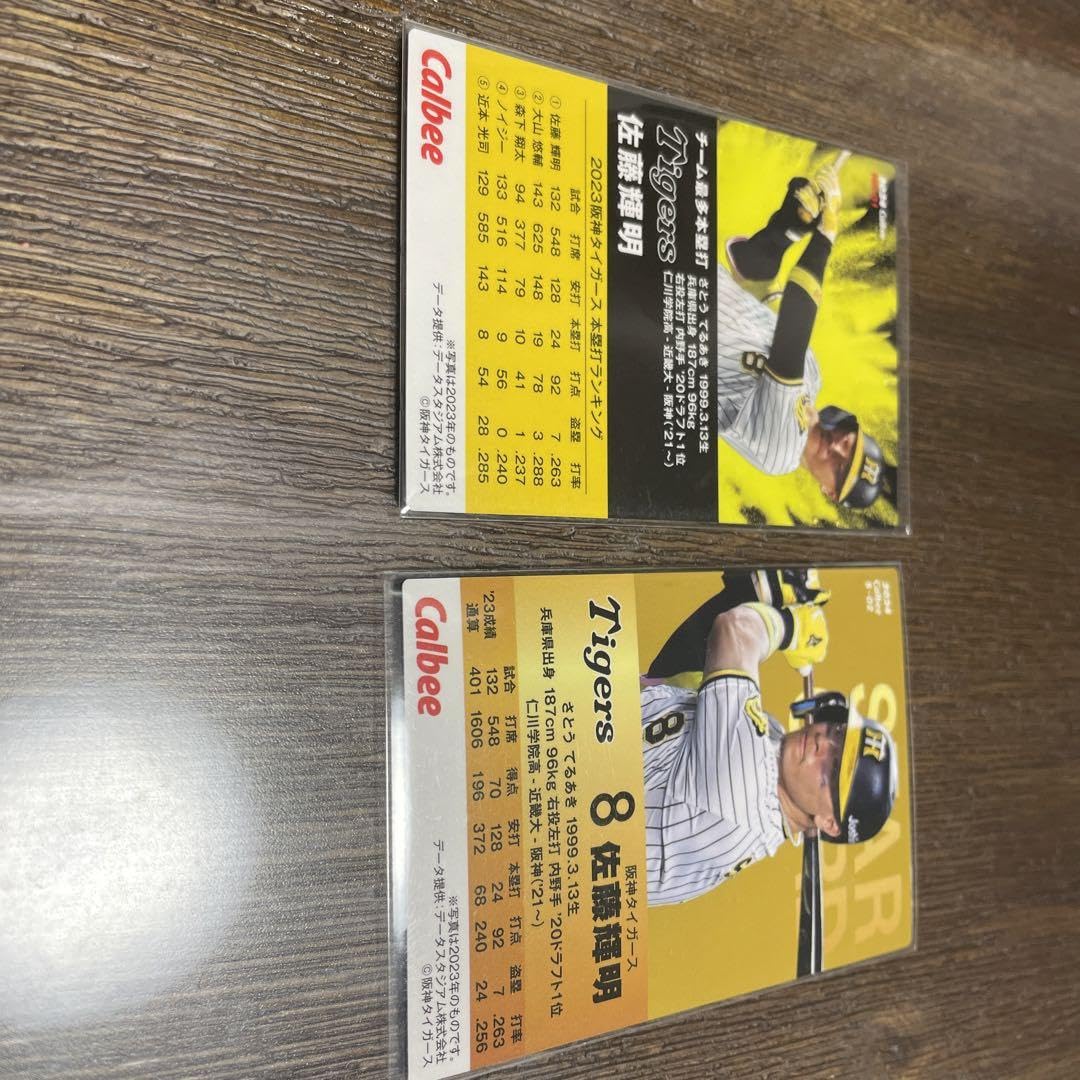 チーム最多本塁打
Tigers
佐藤輝明
さとう てるあき 1999.3.13生
兵庫県出身 187cm 96kg
右投左打 内野手 '20ドラフト1位
仁川学院高 - 近畿大 - 阪神('21～)
8
2023阪神タイガース 本塁打ランキング
試合 打席 安打 本塁打 打点 盗塁 打率
① 佐藤 輝明 132 548 128 24 92 7 .263
② 大山 悠輔 143 625 148 19 78 3 .288
③ 森下 翔太 94 377 79 10 41 1 .237
④ ノイジー 133 516 114 9 56 0 .240
⑤ 近本 光司 129 585 143 8 54 28 .285
Calbee
※写真は2023年のものです。
データ提供:データスタジアム株式会社
©阪神タイガース
2024
Calbee
STAR
8
Tigers
8
阪神タイガース
佐藤輝明
さとう てるあき 1999.3.13生
兵庫県出身 187cm 96kg 右投左打 内野手 '20ドラフト1位
仁川学院高 - 近畿大 - 阪神('21～)
試合 打席 得点 安打 本塁打 打点 盗塁 打率
'23成績 132 548 70 128 24 92 7 .263
通算 401 1606 196 372 68 240 24 .256
Calbee
※写真は2023年のものです。
データ提供:データスタジアム株式会社
©阪神タイガース